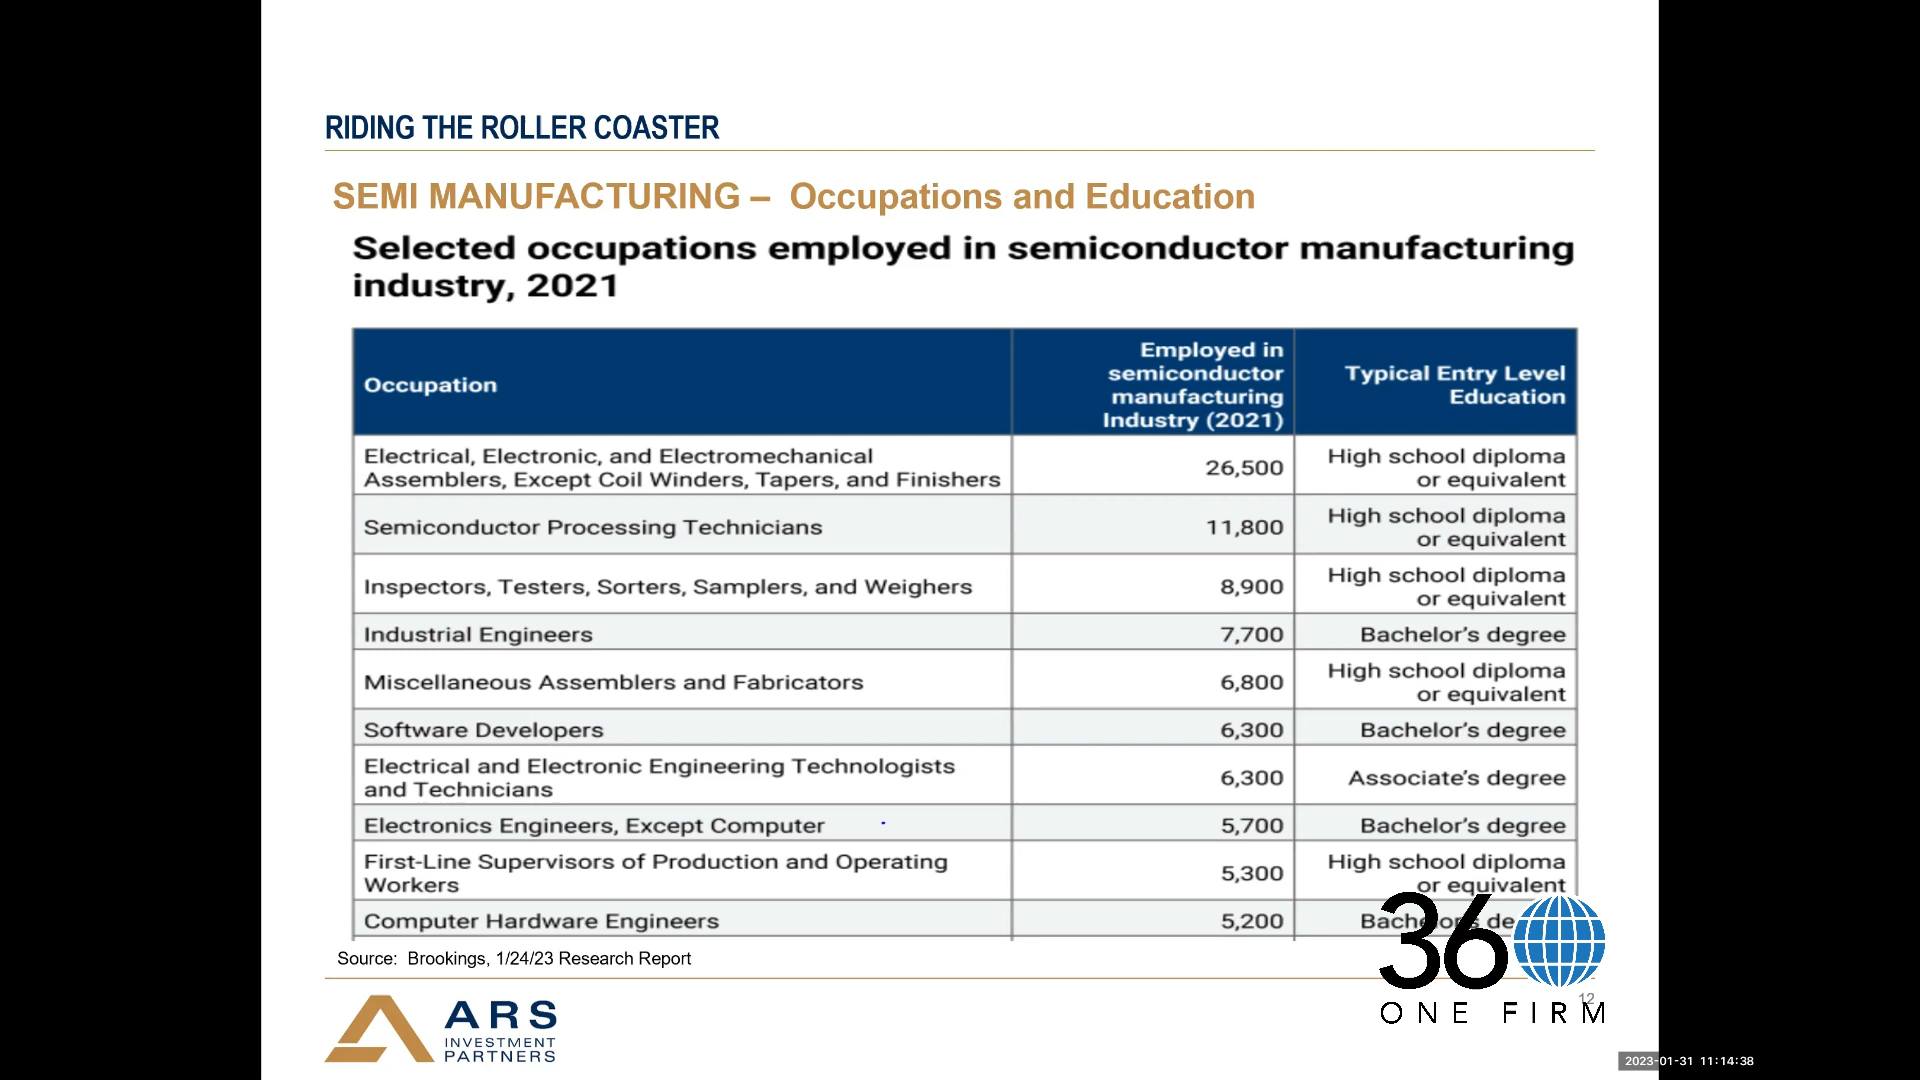 RIDING THE ROLLER COASTER
SEMI MANUFACTURING – Occupations and Education
Selected occupations employed in semiconductor manufacturing
industry, 2021
Occupation
Employed in
semiconductor
manufacturing
Industry (2021)
Typical Entry Level
Education
Electrical, Electronic, and Electromechanical
Assemblers, Except Coil Winders, Tapers, and Finishers
26,500
High school diploma
or equivalent
Semiconductor Processing Technicians
11,800
High school diploma
or equivalent
Inspectors, Testers, Sorters, Samplers, and Weighers
8,900
High school diploma
or equivalent
Industrial Engineers
7,700
Bachelor’s degree
Miscellaneous Assemblers and Fabricators
6,800
High school diploma
or equivalent
Software Developers
6,300
Bachelor’s degree
Electrical and Electronic Engineering Technologists
and Technicians
6,300
Associate’s degree
Electronics Engineers, Except Computer
5,700
Bachelor’s degree
First-Line Supervisors of Production and Operating
Workers
5,300
High school diploma
or equivalent
Computer Hardware Engineers
5,200
Source: Brookings, 1/24/23 Research Report
ARS
INVESTMENT
PARTNERS
36
ONE FIRM
12
2023-01-31 11:14:38